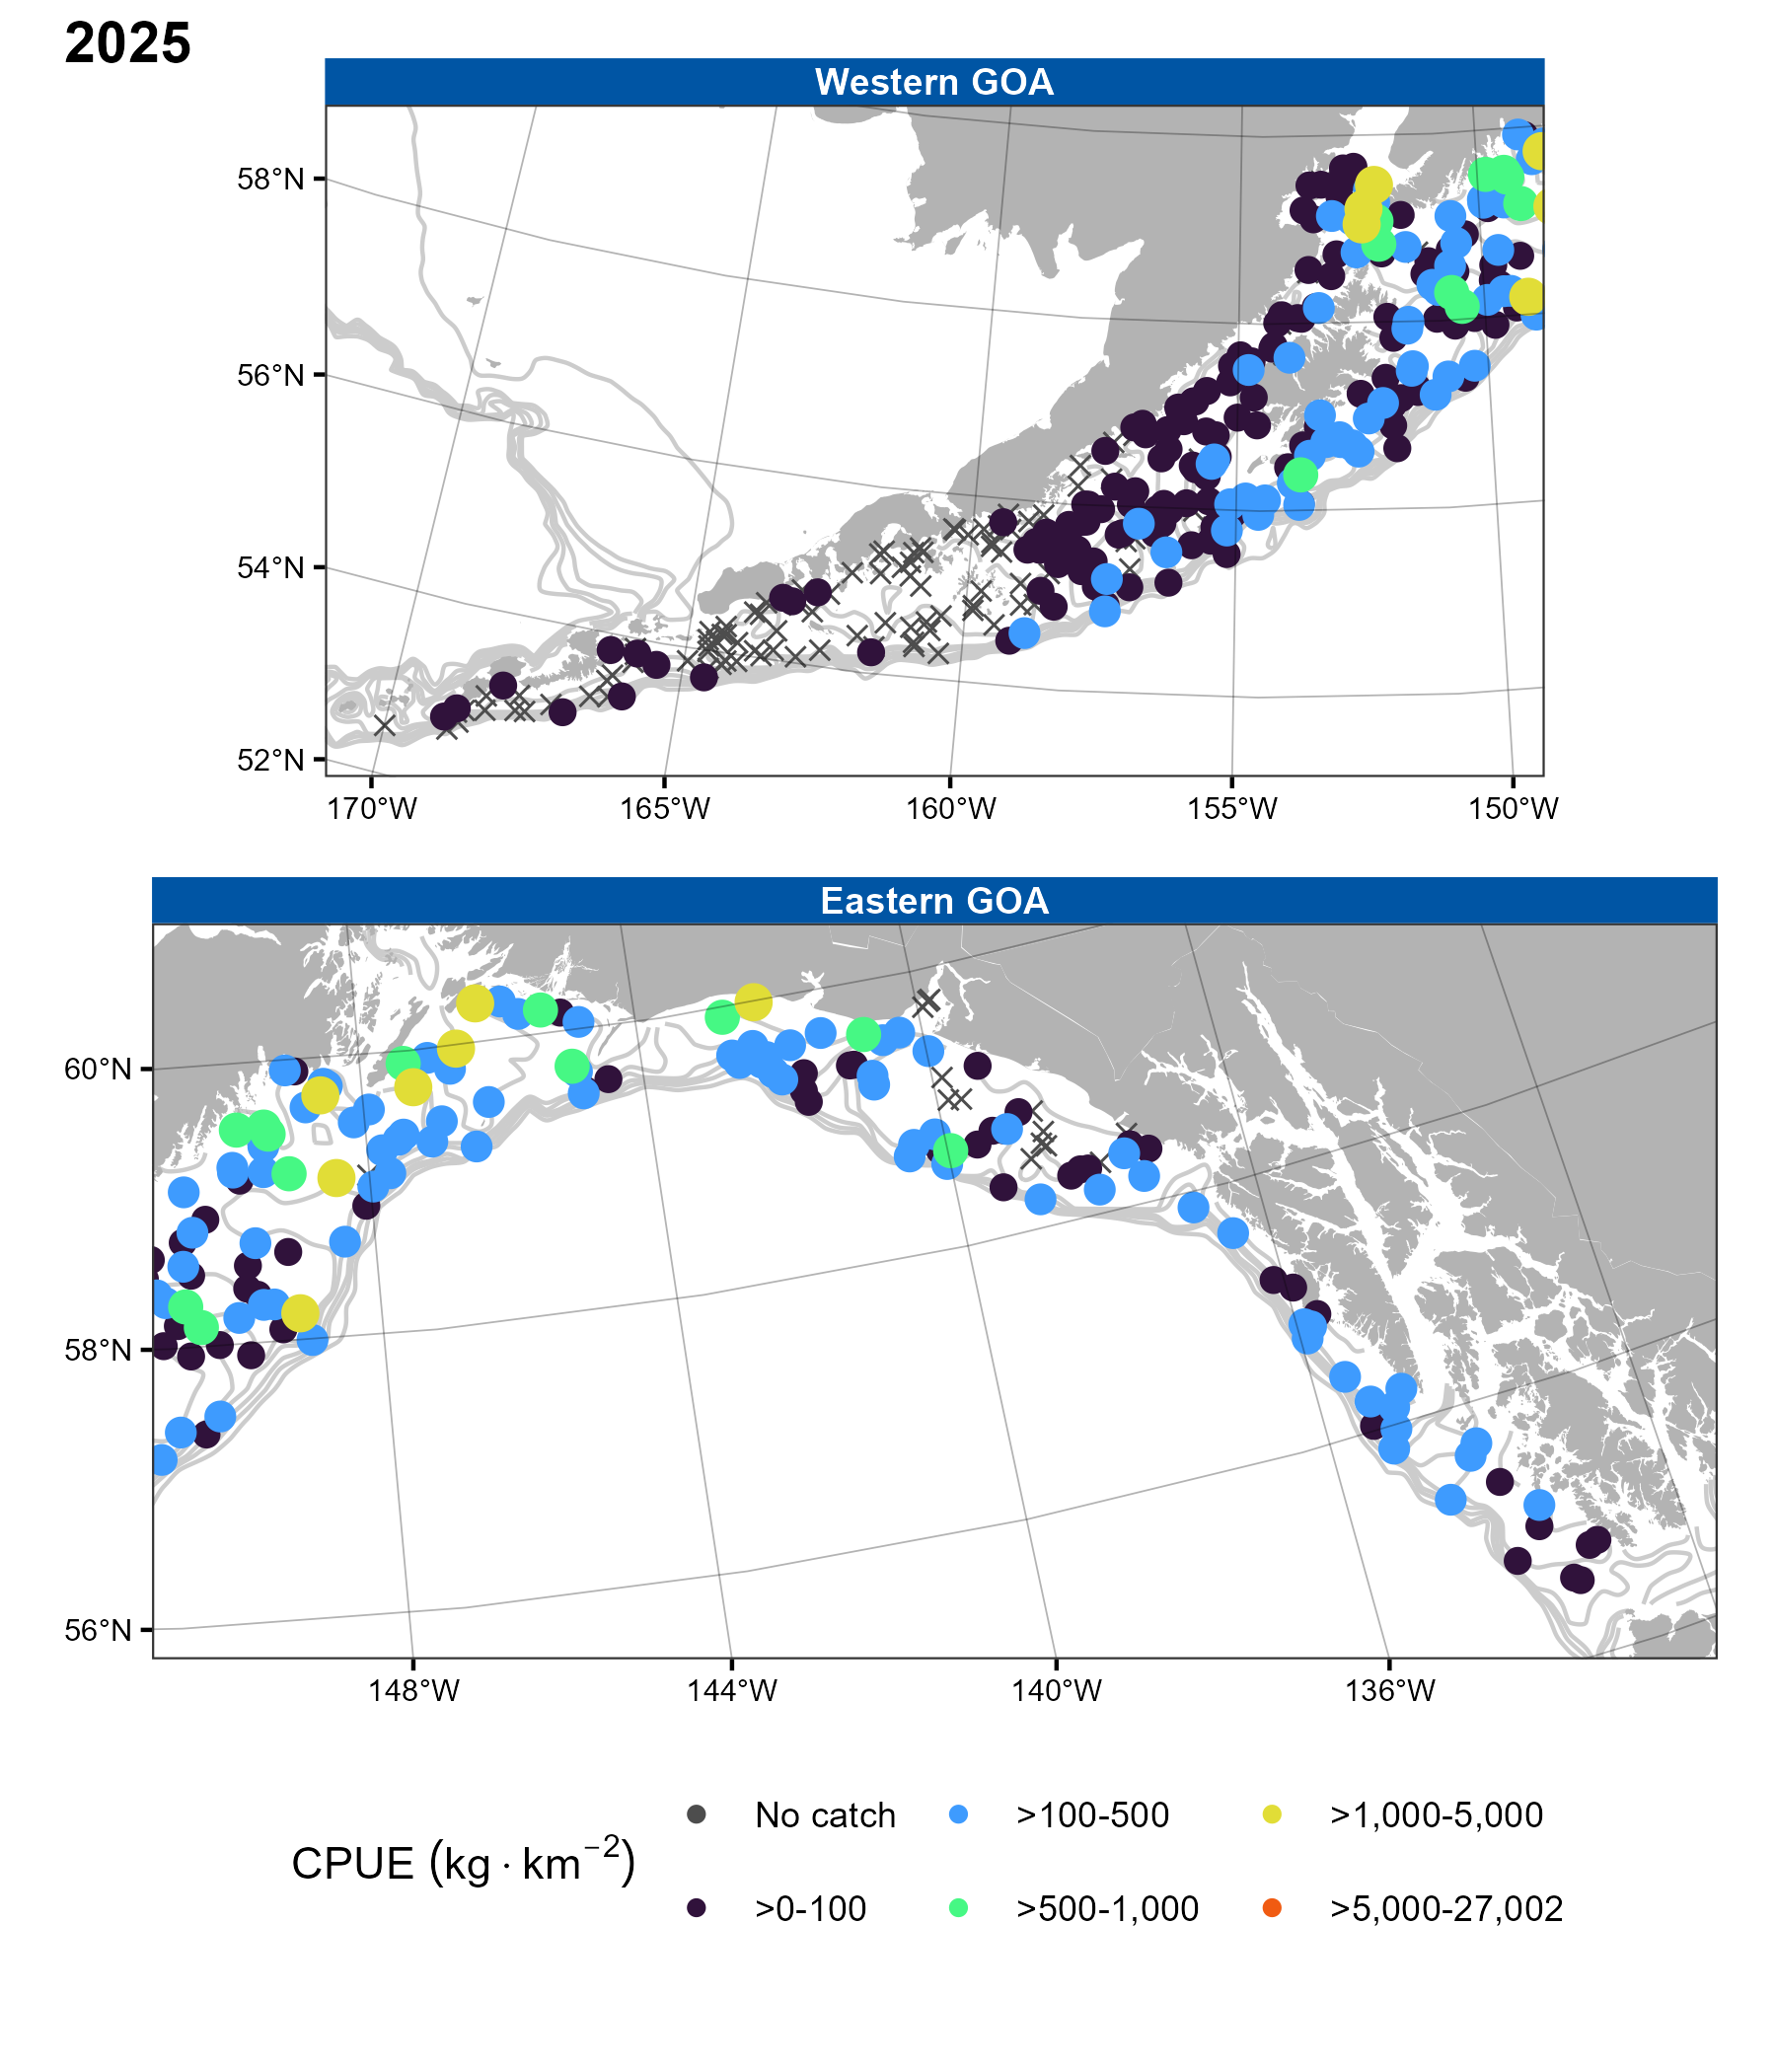 2025
Western GOA
58°N
56°N
54°N
52°N
170°W 165°W 160°W 155°W 150°W
Eastern GOA
60°N
58°N
56°N
148°W 144°W 140°W 136°W
CPUE (kg · km⁻²)
No catch >100-500 >1,000-5,000
>0-100 >500-1,000 >5,000-27,002